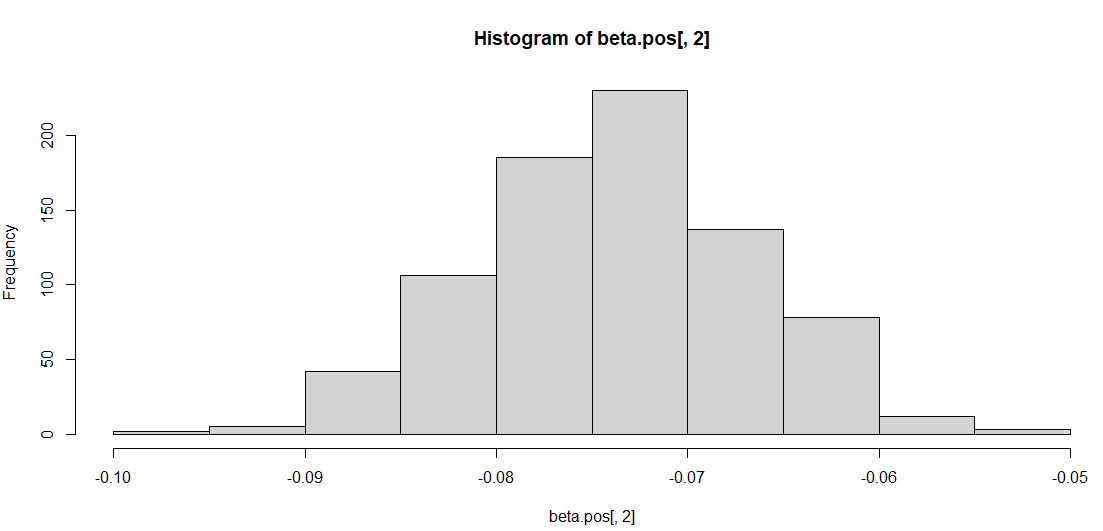 Histogram of beta.pos[, 2]
Frequency
200
150
100
50
0
-0.10 -0.09 -0.08 -0.07 -0.06 -0.05
beta.pos[, 2]